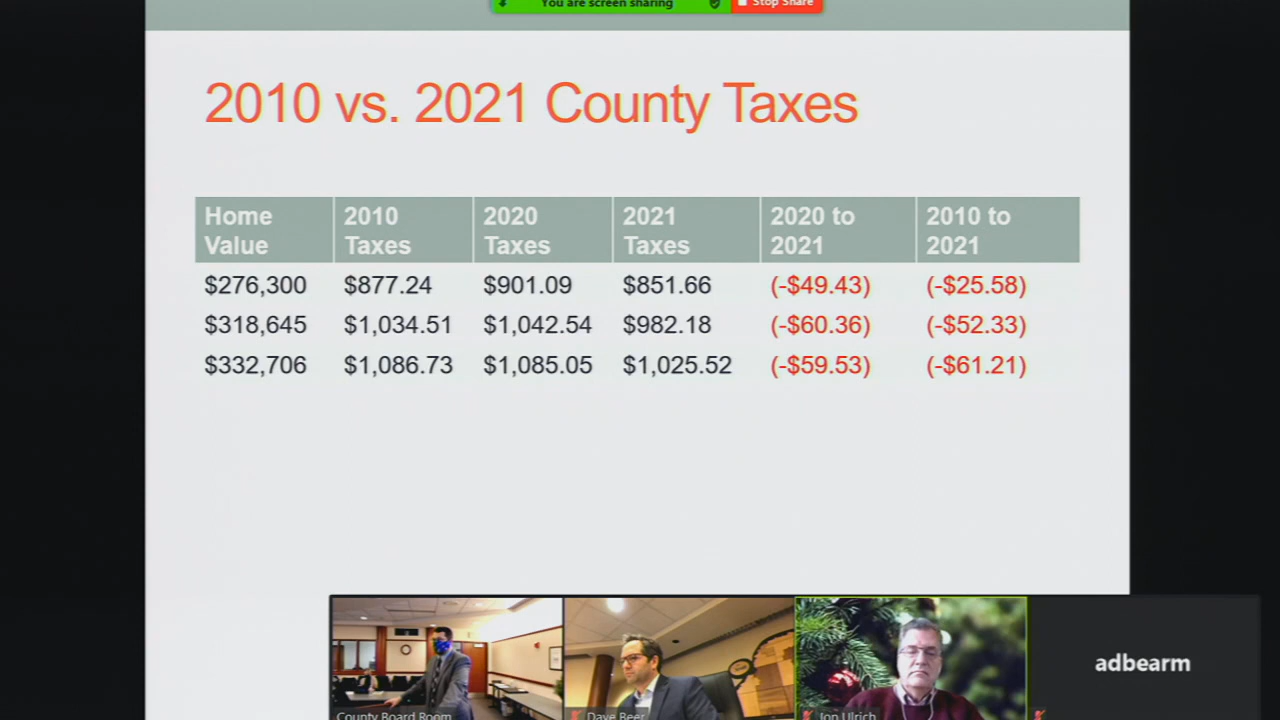 You are screen sharing
Stop Share
2010 vs. 2021 County Taxes
Home Value 2010 Taxes 2020 Taxes 2021 Taxes 2020 to 2021 2010 to 2021
$276,300 $877.24 $901.09 $851.66 (-$49.43) (-$25.58)
$318,645 $1,034.51 $1,042.54 $982.18 (-$60.36) (-$52.33)
$332,706 $1,086.73 $1,085.05 $1,025.52 (-$59.53) (-$61.21)
adbearm
County Board Room Dave Beer Jon Ulrich